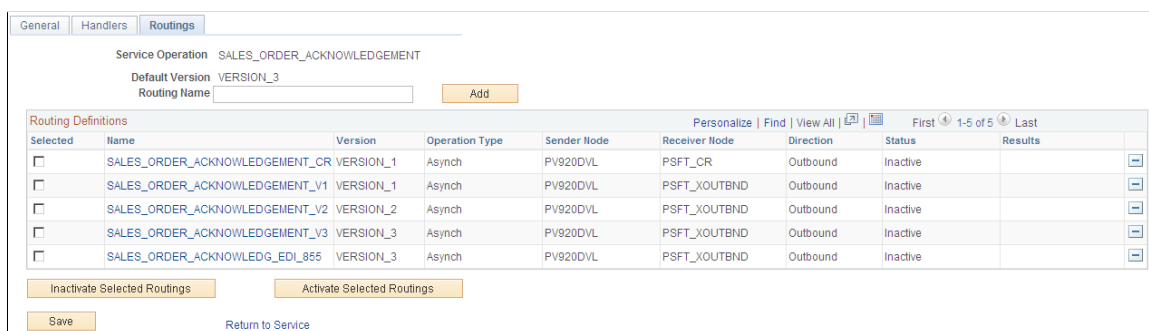 General Handlers Routings
Service Operation SALES_ORDER_ACKNOWLEDGEMENT
Default Version VERSION_3
Routing Name Add
Routing Definitions Personalize | Find | View All | | First 1-5 of 5 Last
Selected Name Version Operation Type Sender Node Receiver Node Direction Status Results
SALES_ORDER_ACKNOWLEDGEMENT_CR VERSION_1 Asynch PV920DVL PSFT_CR Outbound Inactive
SALES_ORDER_ACKNOWLEDGEMENT_V1 VERSION_1 Asynch PV920DVL PSFT_XOUTBND Outbound Inactive
SALES_ORDER_ACKNOWLEDGEMENT_V2 VERSION_2 Asynch PV920DVL PSFT_XOUTBND Outbound Inactive
SALES_ORDER_ACKNOWLEDGEMENT_V3 VERSION_3 Asynch PV920DVL PSFT_XOUTBND Outbound Inactive
SALES_ORDER_ACKNOWLEDG_EDI_855 VERSION_3 Asynch PV920DVL PSFT_XOUTBND Outbound Inactive
Inactivate Selected Routings Activate Selected Routings
Save Return to Service